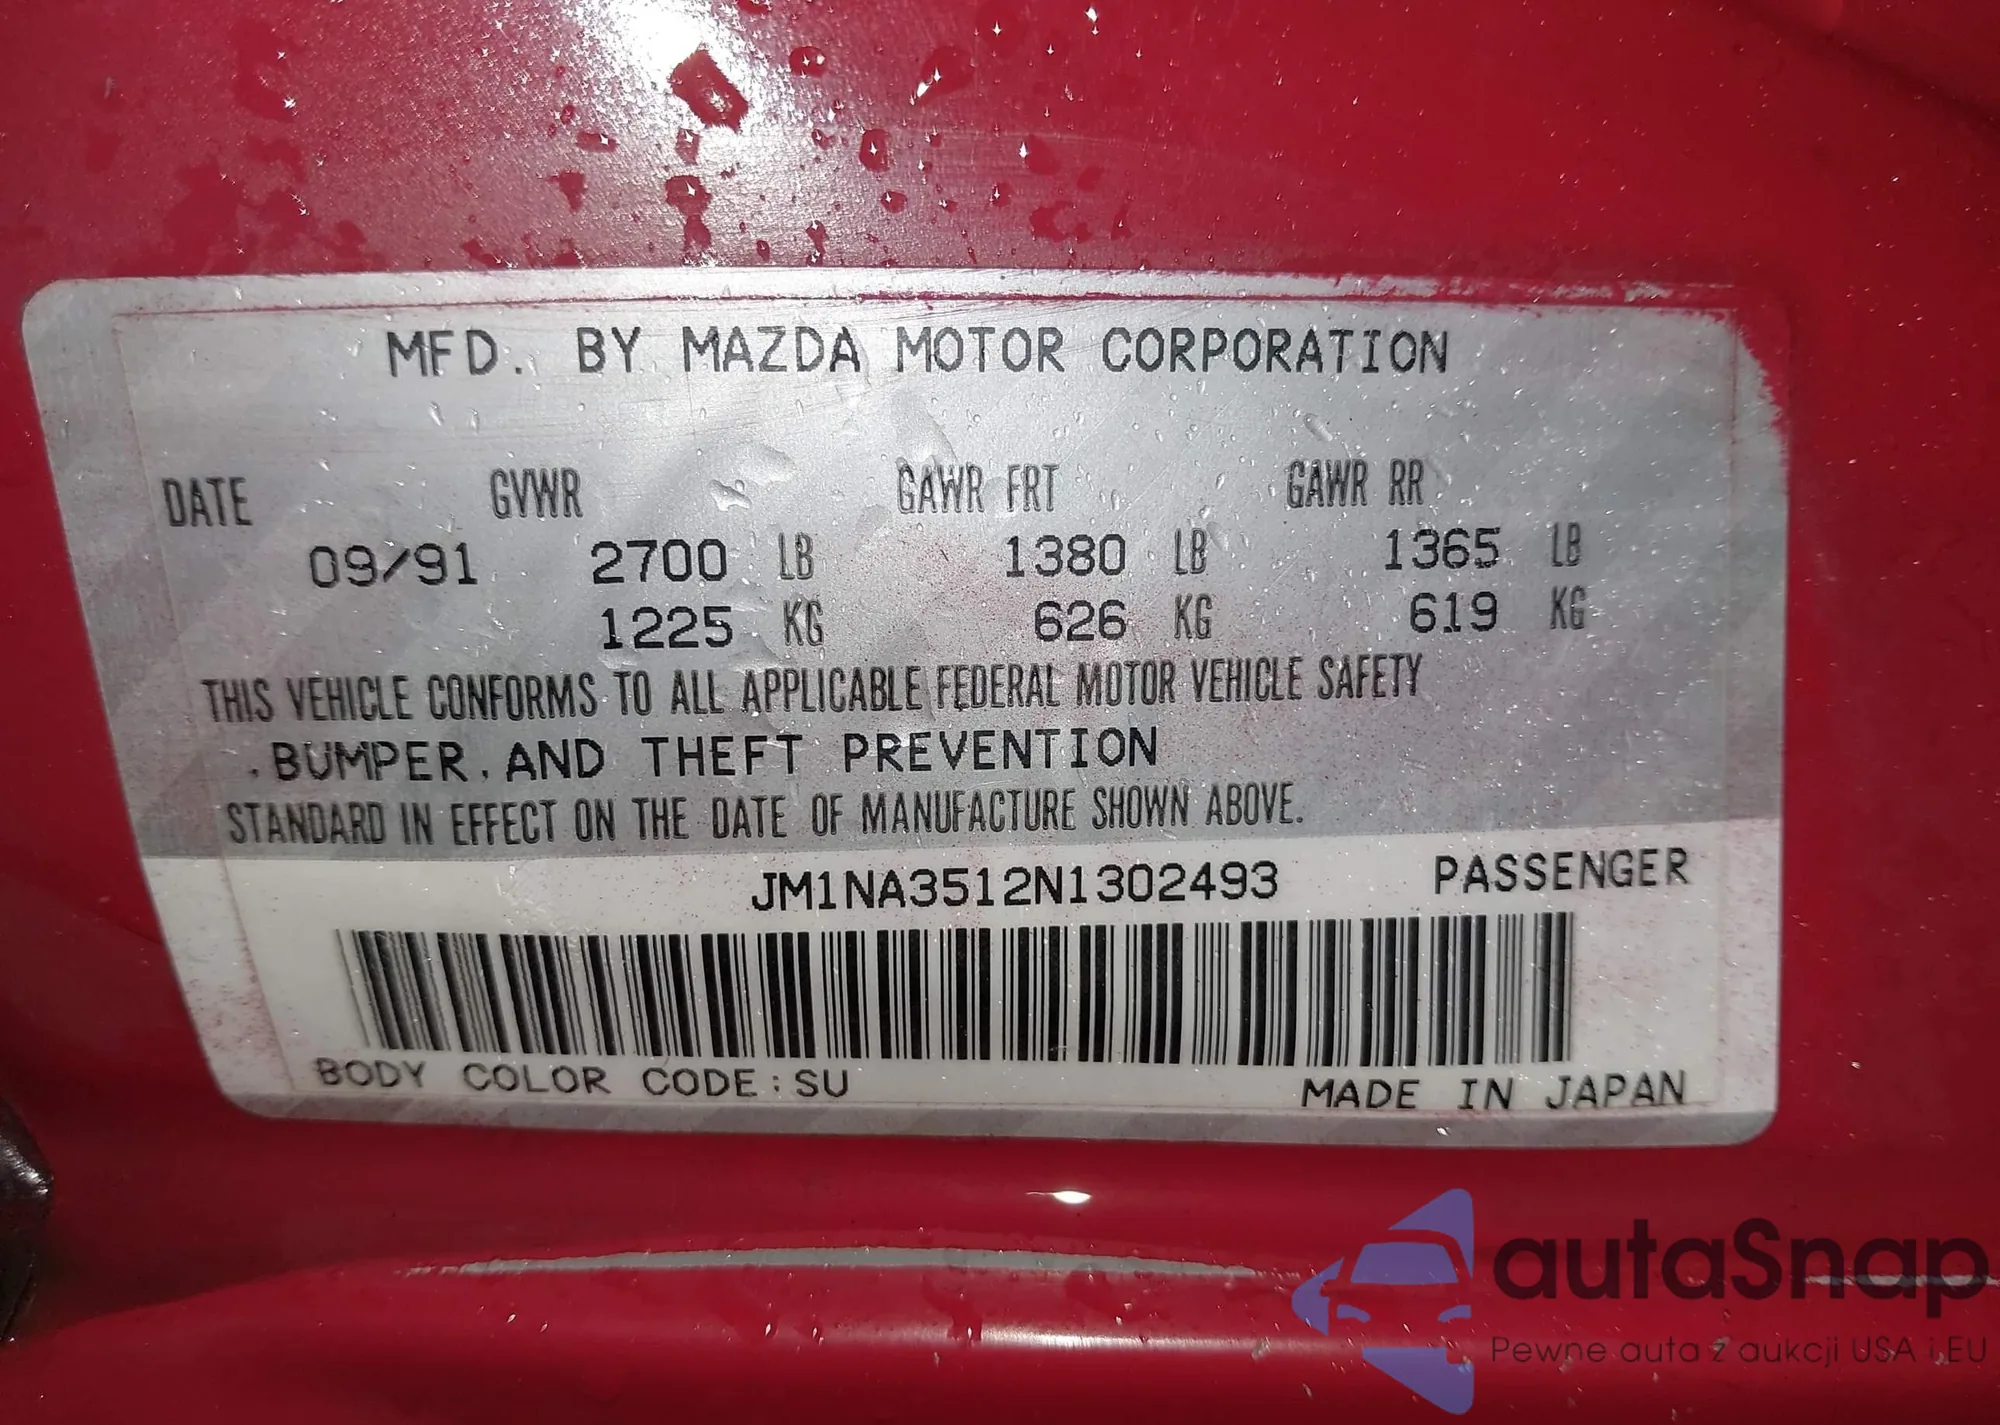 MFD. BY MAZDA MOTOR CORPORATION
DATE GVWR GAWR FRT GAWR RR
09/91 2700 LB 1380 LB 1365 LB
1225 KG 626 KG 619 KG
THIS VEHICLE CONFORMS TO ALL APPLICABLE FEDERAL MOTOR VEHICLE SAFETY
,BUMPER,AND THEFT PREVENTION
STANDARD IN EFFECT ON THE DATE OF MANUFACTURE SHOWN ABOVE.
JM1NA3512N1302493 PASSENGER
BODY COLOR CODE:SU MADE IN JAPAN
autaSnap
Pewne auta z aukcji USA i EU